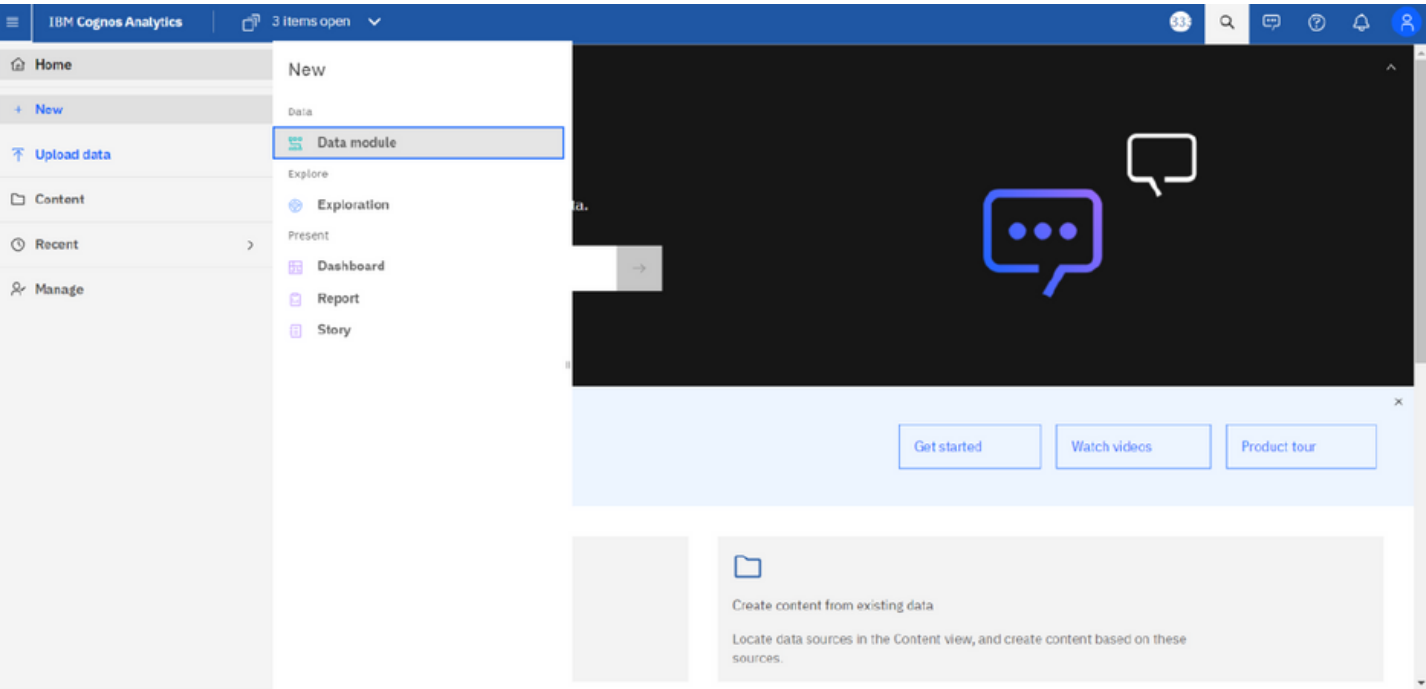 IBM Cognos Analytics
3 items open
Home
New
Upload data
Content
Recent
Manage
New
Data
Data module
Explore
Exploration
Present
Dashboard
Report
Story
ta.
Get started
Watch videos
Product tour
Create content from existing data
Locate data sources in the Content view, and create content based on these
sources.